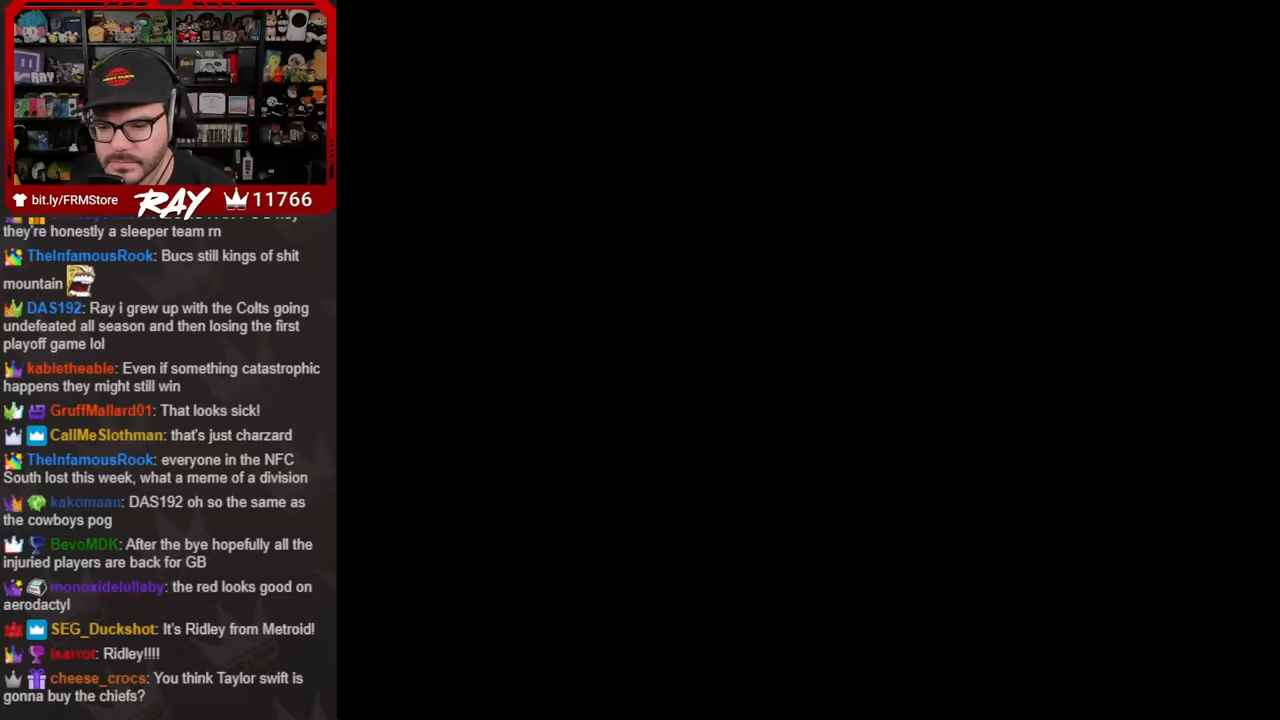 bit.ly/FRMStore RAY 11766
they're honestly a sleeper team rn
TheInfamousRook: Bucs still kings of shit
mountain
DAS192: Ray i grew up with the Colts going
undefeated all season and then losing the first
playoff game lol
kabletheable: Even if something catastrophic
happens they might still win
GruffMallard01: That looks sick!
CallMeSlothman: that's just charzard
TheInfamousRook: everyone in the NFC
South lost this week, what a meme of a division
kakomaan: DAS192 oh so the same as
the cowboys pog
BevoMDK: After the bye hopefully all the
injuried players are back for GB
monoxidelullaby: the red looks good on
aerodactyl
SEG_Duckshot: It's Ridley from Metroid!
lsarrot: Ridley!!!!
cheese_crocs: You think Taylor swift is
gonna buy the chiefs?